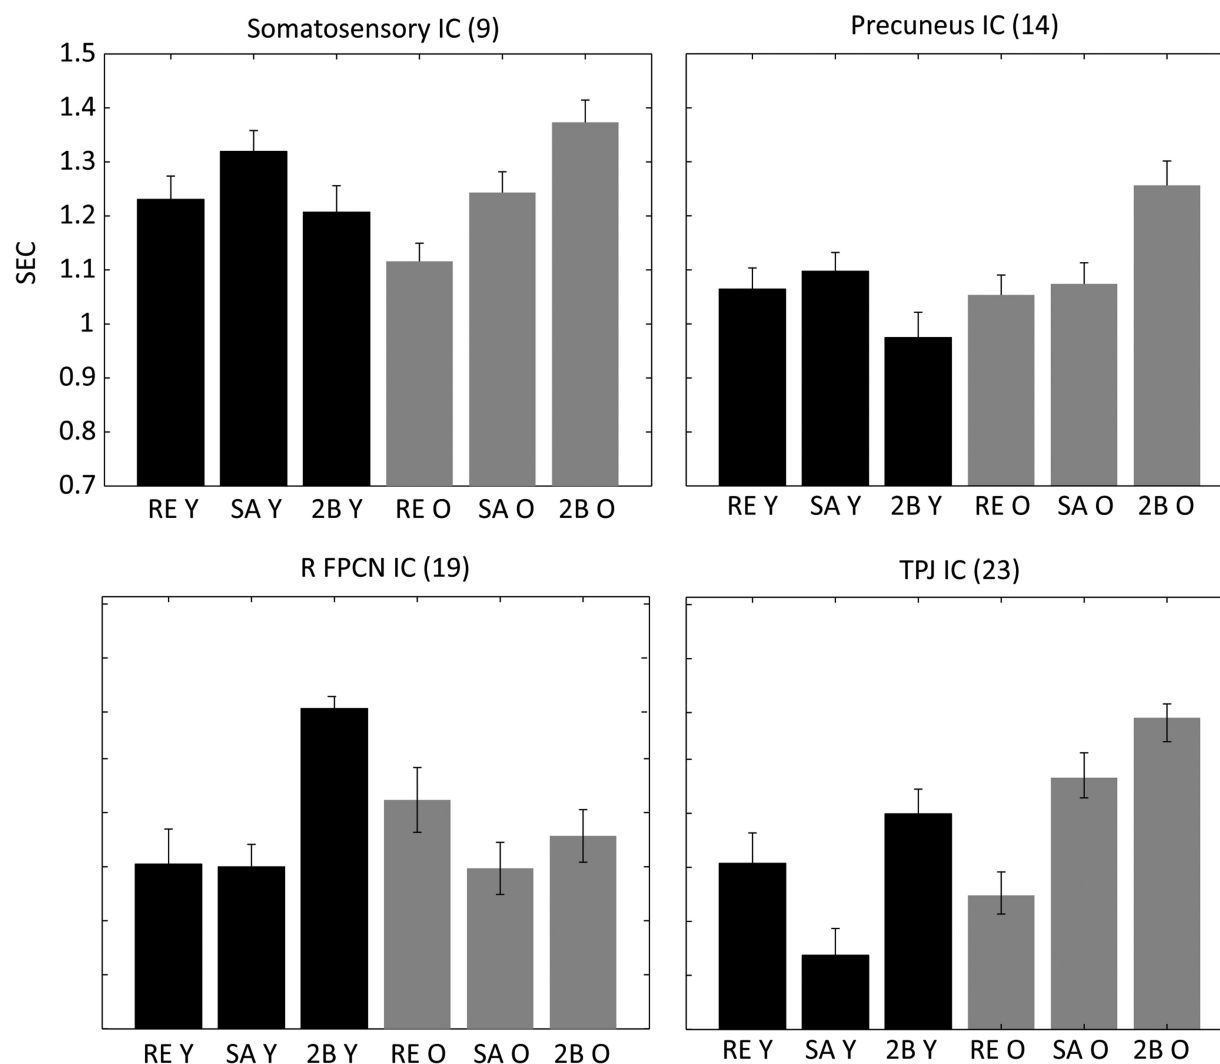 Somatosensory IC (9)
Precuneus IC (14)
1.5
1.4
1.3
1.2
1.1
1
0.9
0.8
0.7
SEC
RE Y SA Y 2B Y RE O SA O 2B O
RE Y SA Y 2B Y RE O SA O 2B O
R FPCN IC (19)
TPJ IC (23)
RE Y SA Y 2B Y RE O SA O 2B O
RE Y SA Y 2B Y RE O SA O 2B O